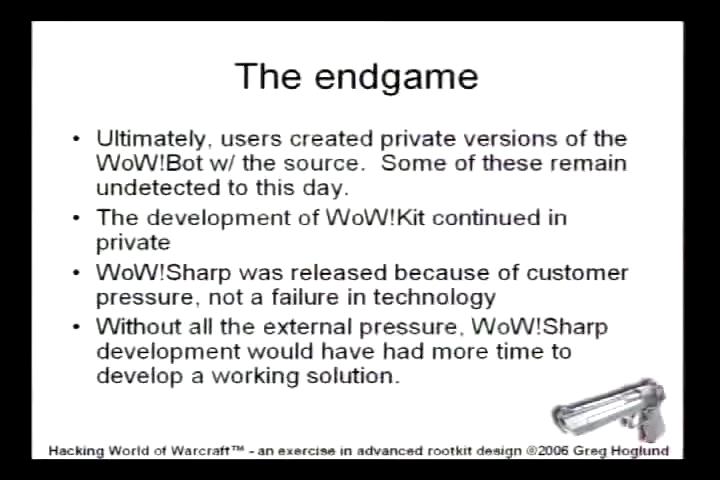 The endgame
• Ultimately, users created private versions of the
WoW!Bot w/ the source. Some of these remain
undetected to this day.
• The development of WoW!Kit continued in
private
• WoW!Sharp was released because of customer
pressure, not a failure in technology
• Without all the external pressure, WoW!Sharp
development would have had more time to
develop a working solution.
Hacking World of Warcraft™ - an exercise in advanced rootkit design ©2006 Greg Hoglund